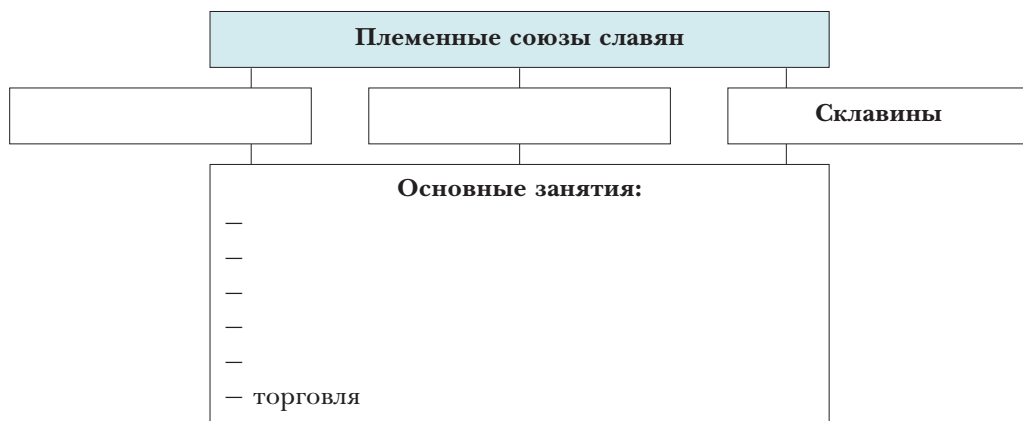 Племенные союзы славян
Склавины
Основные занятия:
—
—
—
—
—
— торговля